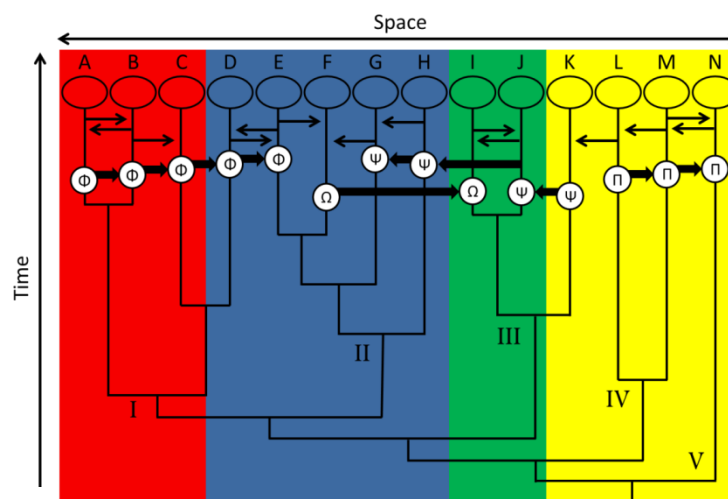 Space
A B C D E F G H I J K L M N
Φ Φ Φ Φ Φ Ψ Ψ
Ω Ω Ψ Ψ Π Π Π
I II III IV V
Time